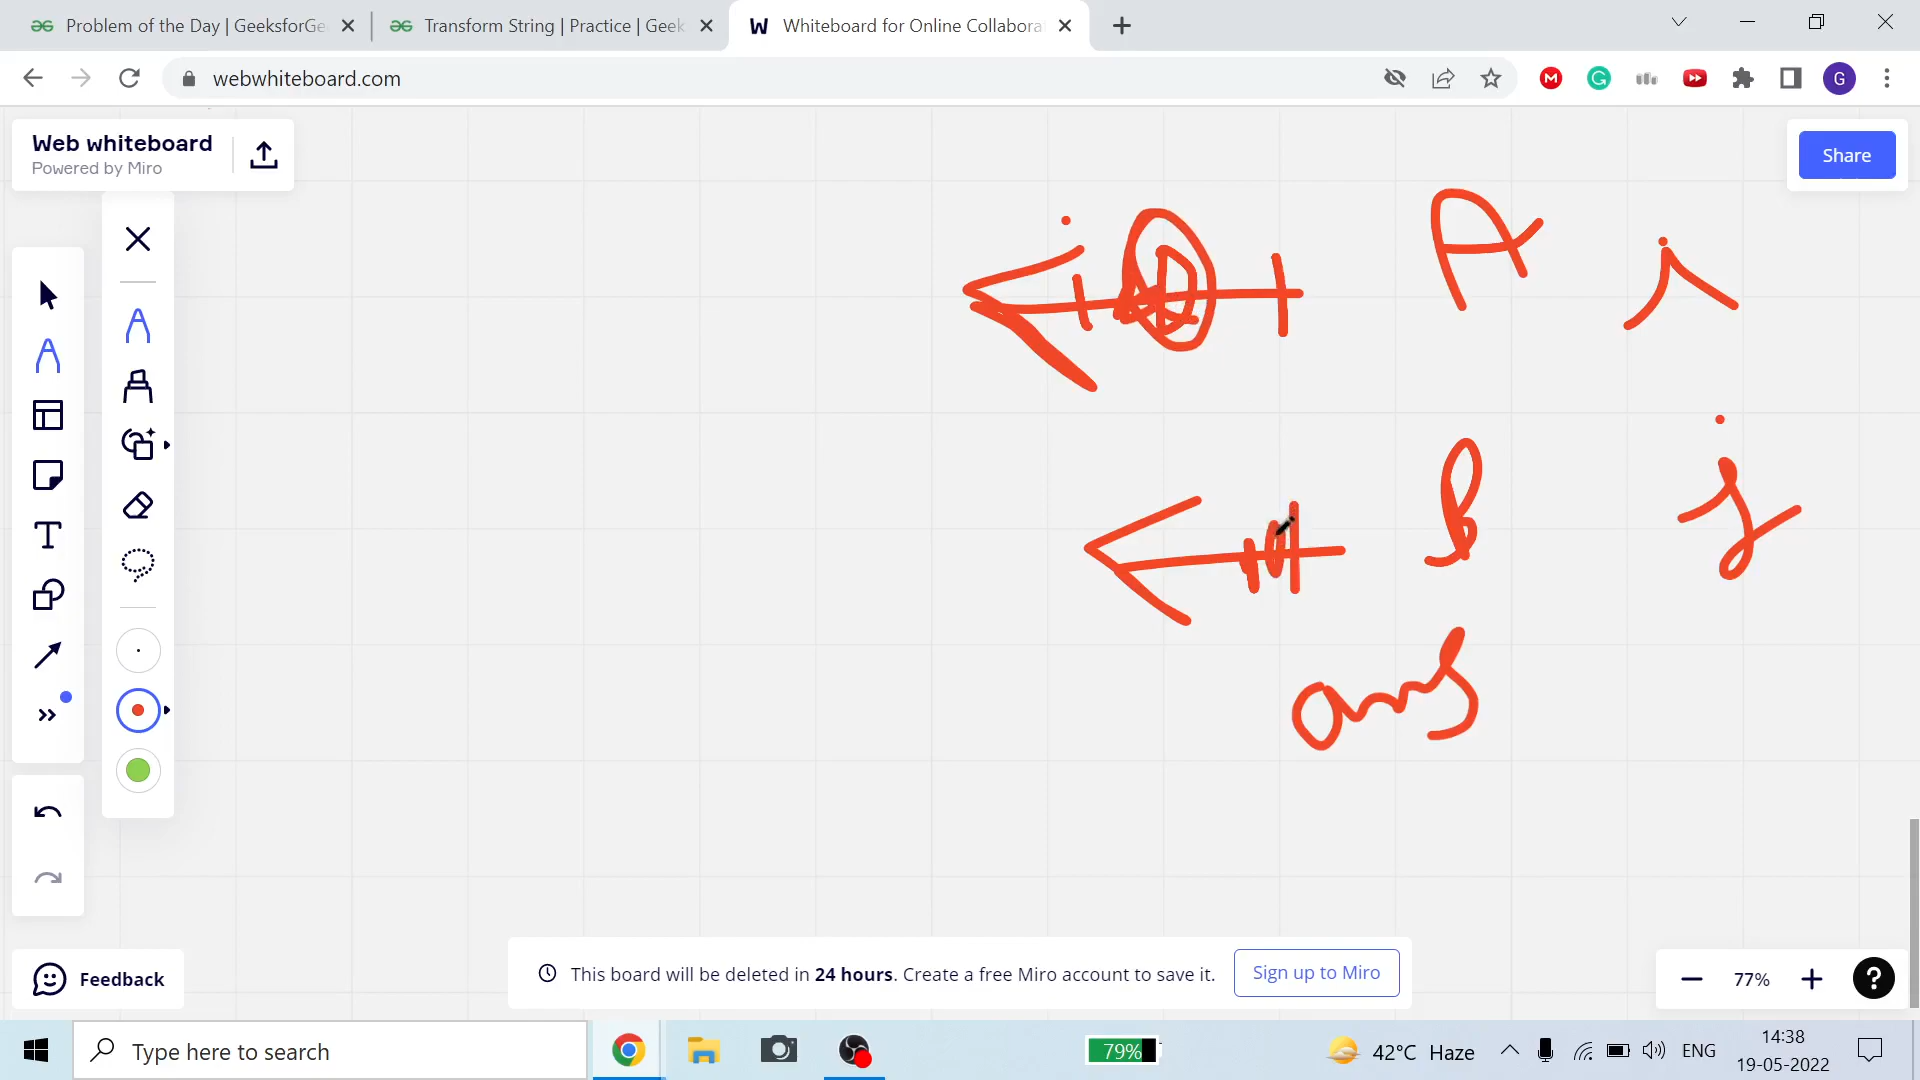 Problem of the Day | GeeksforGe
Transform String | Practice | Geek
W Whiteboard for Online Collabora
webwhiteboard.com
M
G
G
Web whiteboard
Powered by Miro
Share
i
A i
B j
ans
T
Feedback
This board will be deleted in 24 hours. Create a free Miro account to save it.
Sign up to Miro
77%
?
Type here to search
79%
42°C Haze
ENG
14:38
19-05-2022